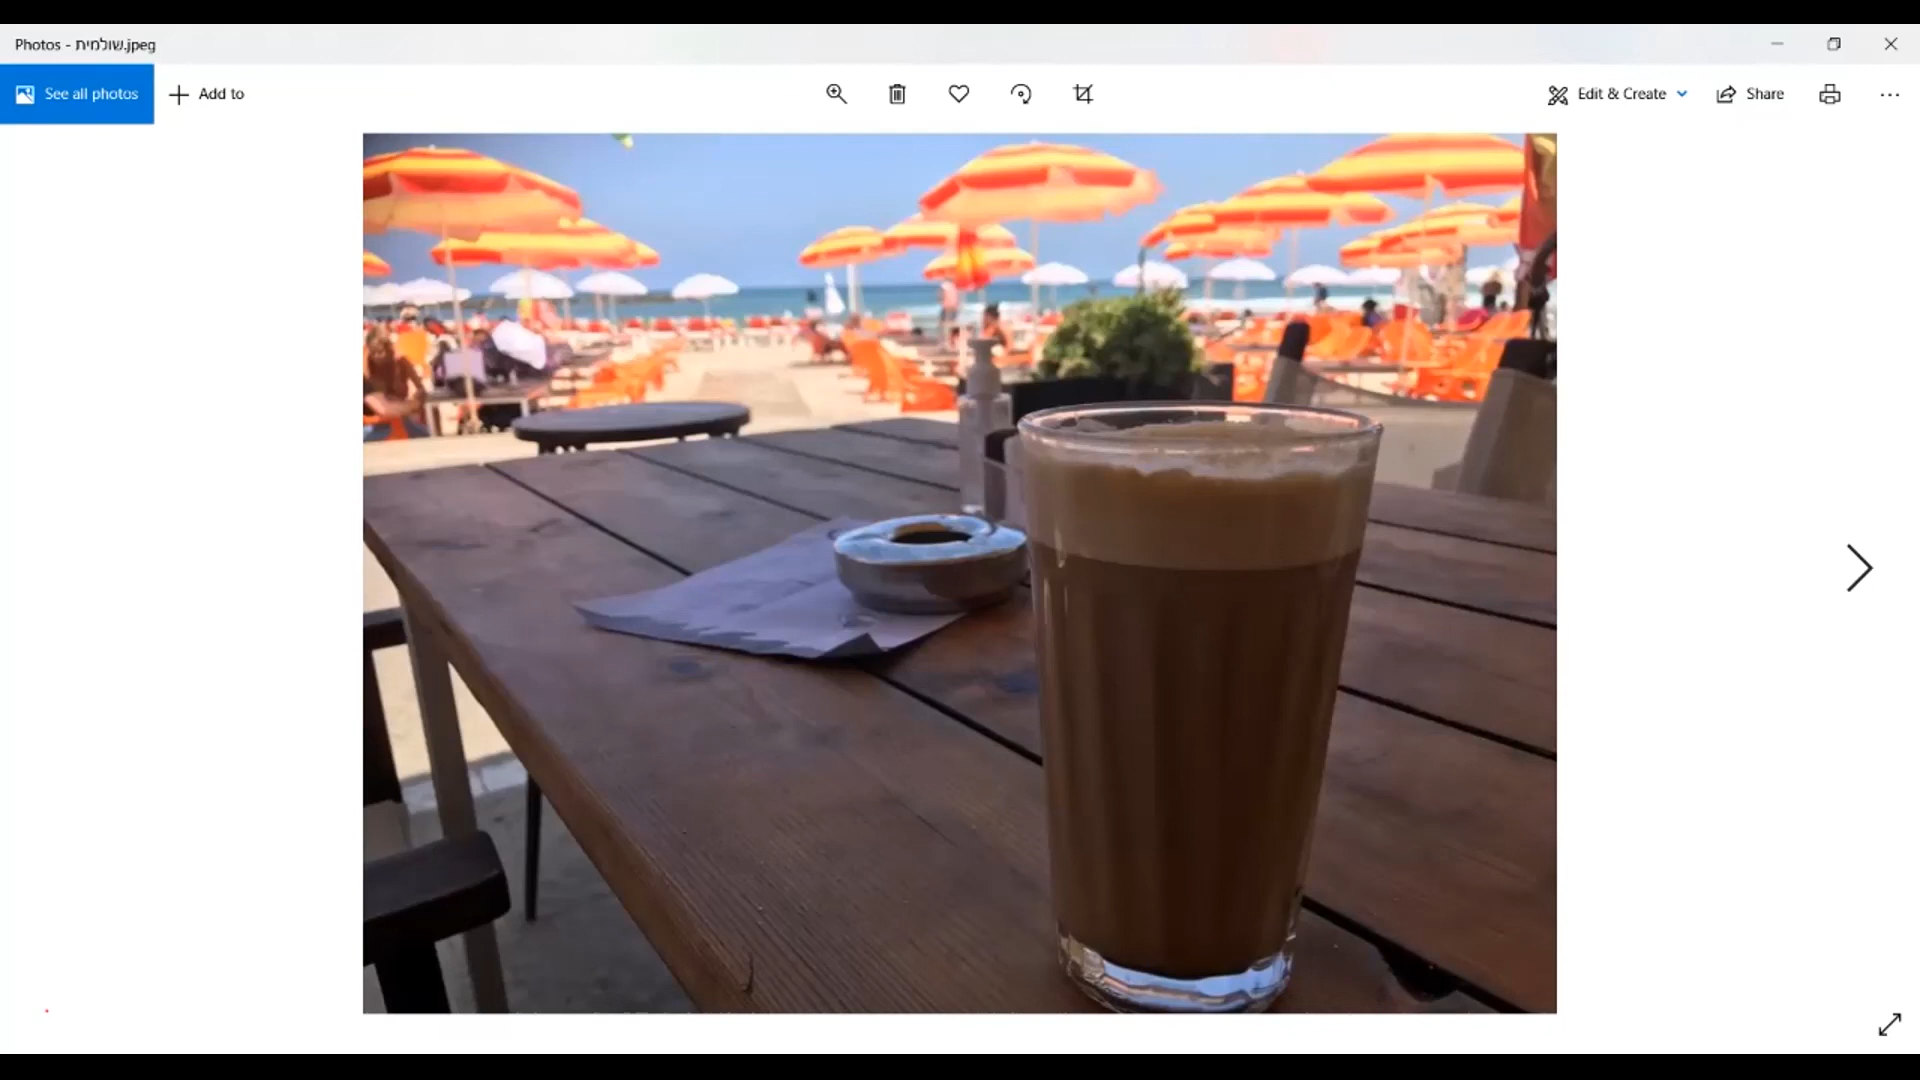 Photos - שולמית.jpeg
See all photos
Add to
Edit & Create
Share